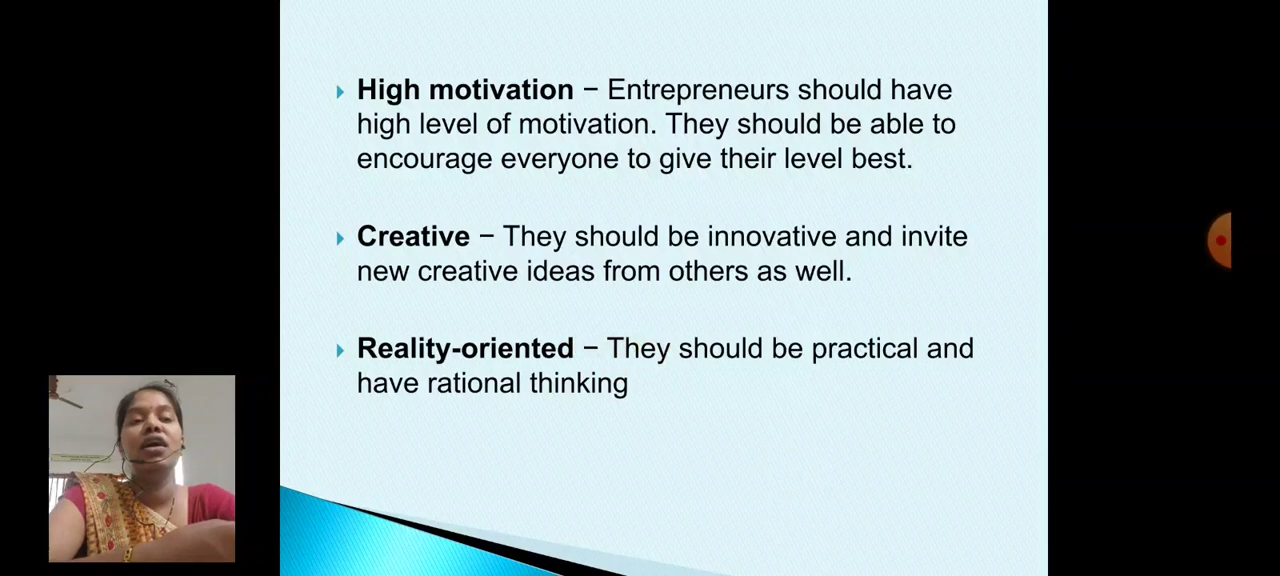 High motivation − Entrepreneurs should have
high level of motivation. They should be able to
encourage everyone to give their level best.
Creative − They should be innovative and invite
new creative ideas from others as well.
Reality-oriented − They should be practical and
have rational thinking